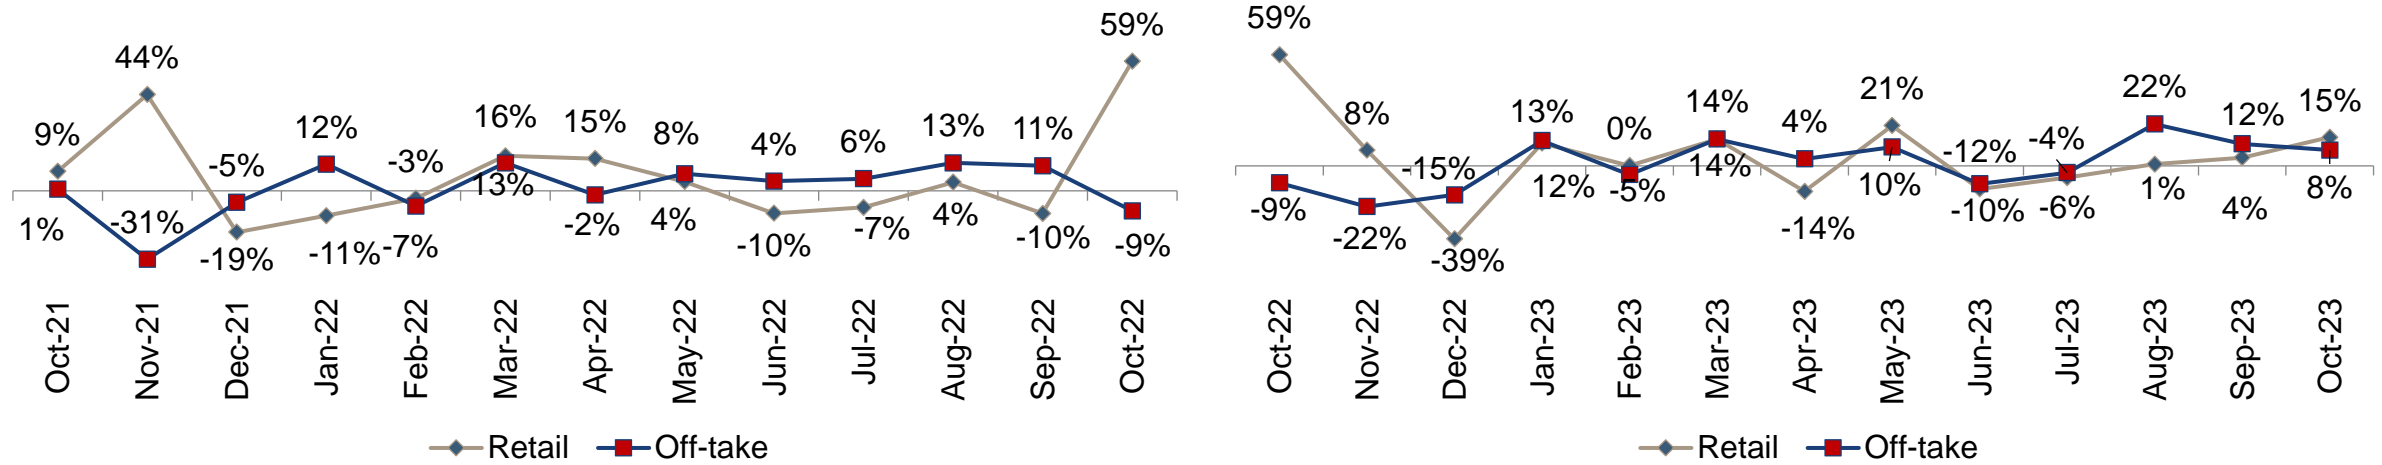 59%
44%
9%
-5%
12%
-3%
16%
15%
8%
4%
6%
13%
11%
1%
-31%
-19%
-11%
-7%
13%
-2%
4%
-10%
-7%
4%
-10%
-9%
Oct-21
Nov-21
Dec-21
Jan-22
Feb-22
Mar-22
Apr-22
May-22
Jun-22
Jul-22
Aug-22
Sep-22
Oct-22
Retail
Off-take
59%
8%
-15%
13%
0%
14%
4%
21%
-12%
-4%
22%
12%
15%
-9%
-22%
-39%
12%
-5%
14%
-14%
10%
-10%
-6%
1%
4%
8%
Oct-22
Nov-22
Dec-22
Jan-23
Feb-23
Mar-23
Apr-23
May-23
Jun-23
Jul-23
Aug-23
Sep-23
Oct-23
Retail
Off-take